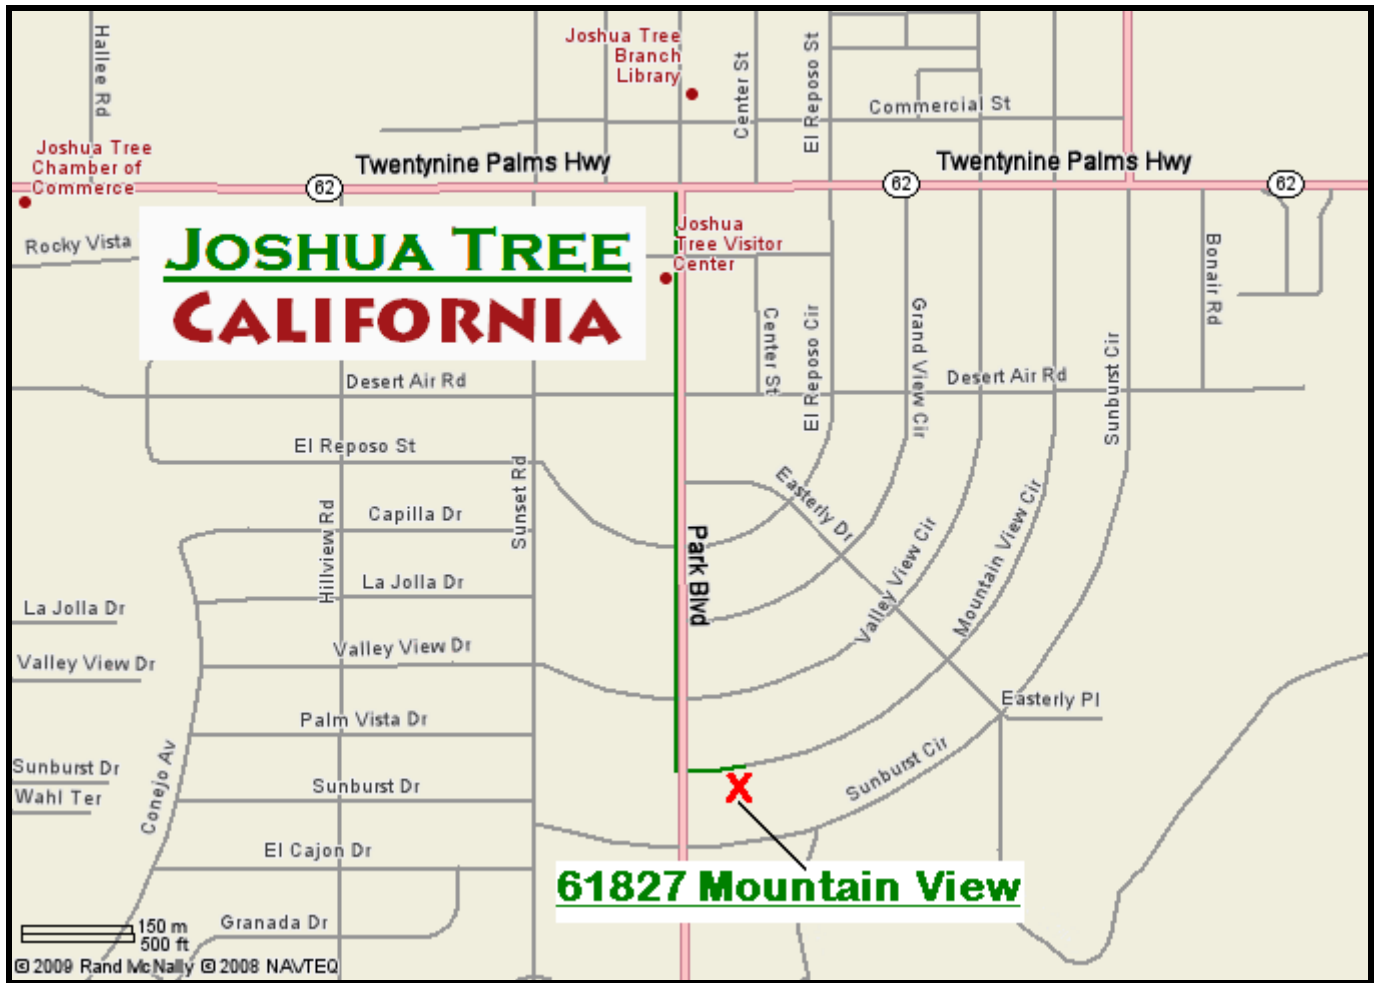 Hallee Rd
Joshua Tree
Branch
Library
Center St
El Reposo St
Commercial St
Joshua Tree
Chamber of
Commerce
Twentynine Palms Hwy
Twentynine Palms Hwy
62
62
62
Rocky Vista
JOSHUA TREE
CALIFORNIA
Joshua
Tree Visitor
Center
Bonair Rd
Center St
El Reposo Cir
Grand View Cir
Sunburst Cir
Desert Air Rd
Desert Air Rd
El Reposo St
Sunset Rd
Easterly Dr
Hillview Rd
Capilla Dr
Park Blvd
Valley View Cir
Mountain View Cir
La Jolla Dr
La Jolla Dr
Valley View Dr
Valley View Dr
Easterly Pl
Palm Vista Dr
Conejo Av
Sunburst Dr
Wahl Ter
Sunburst Dr
Sunburst Cir
X
El Cajon Dr
61827 Mountain View
Granada Dr
150 m
500 ft
© 2009 Rand McNally © 2008 NAVTEQ